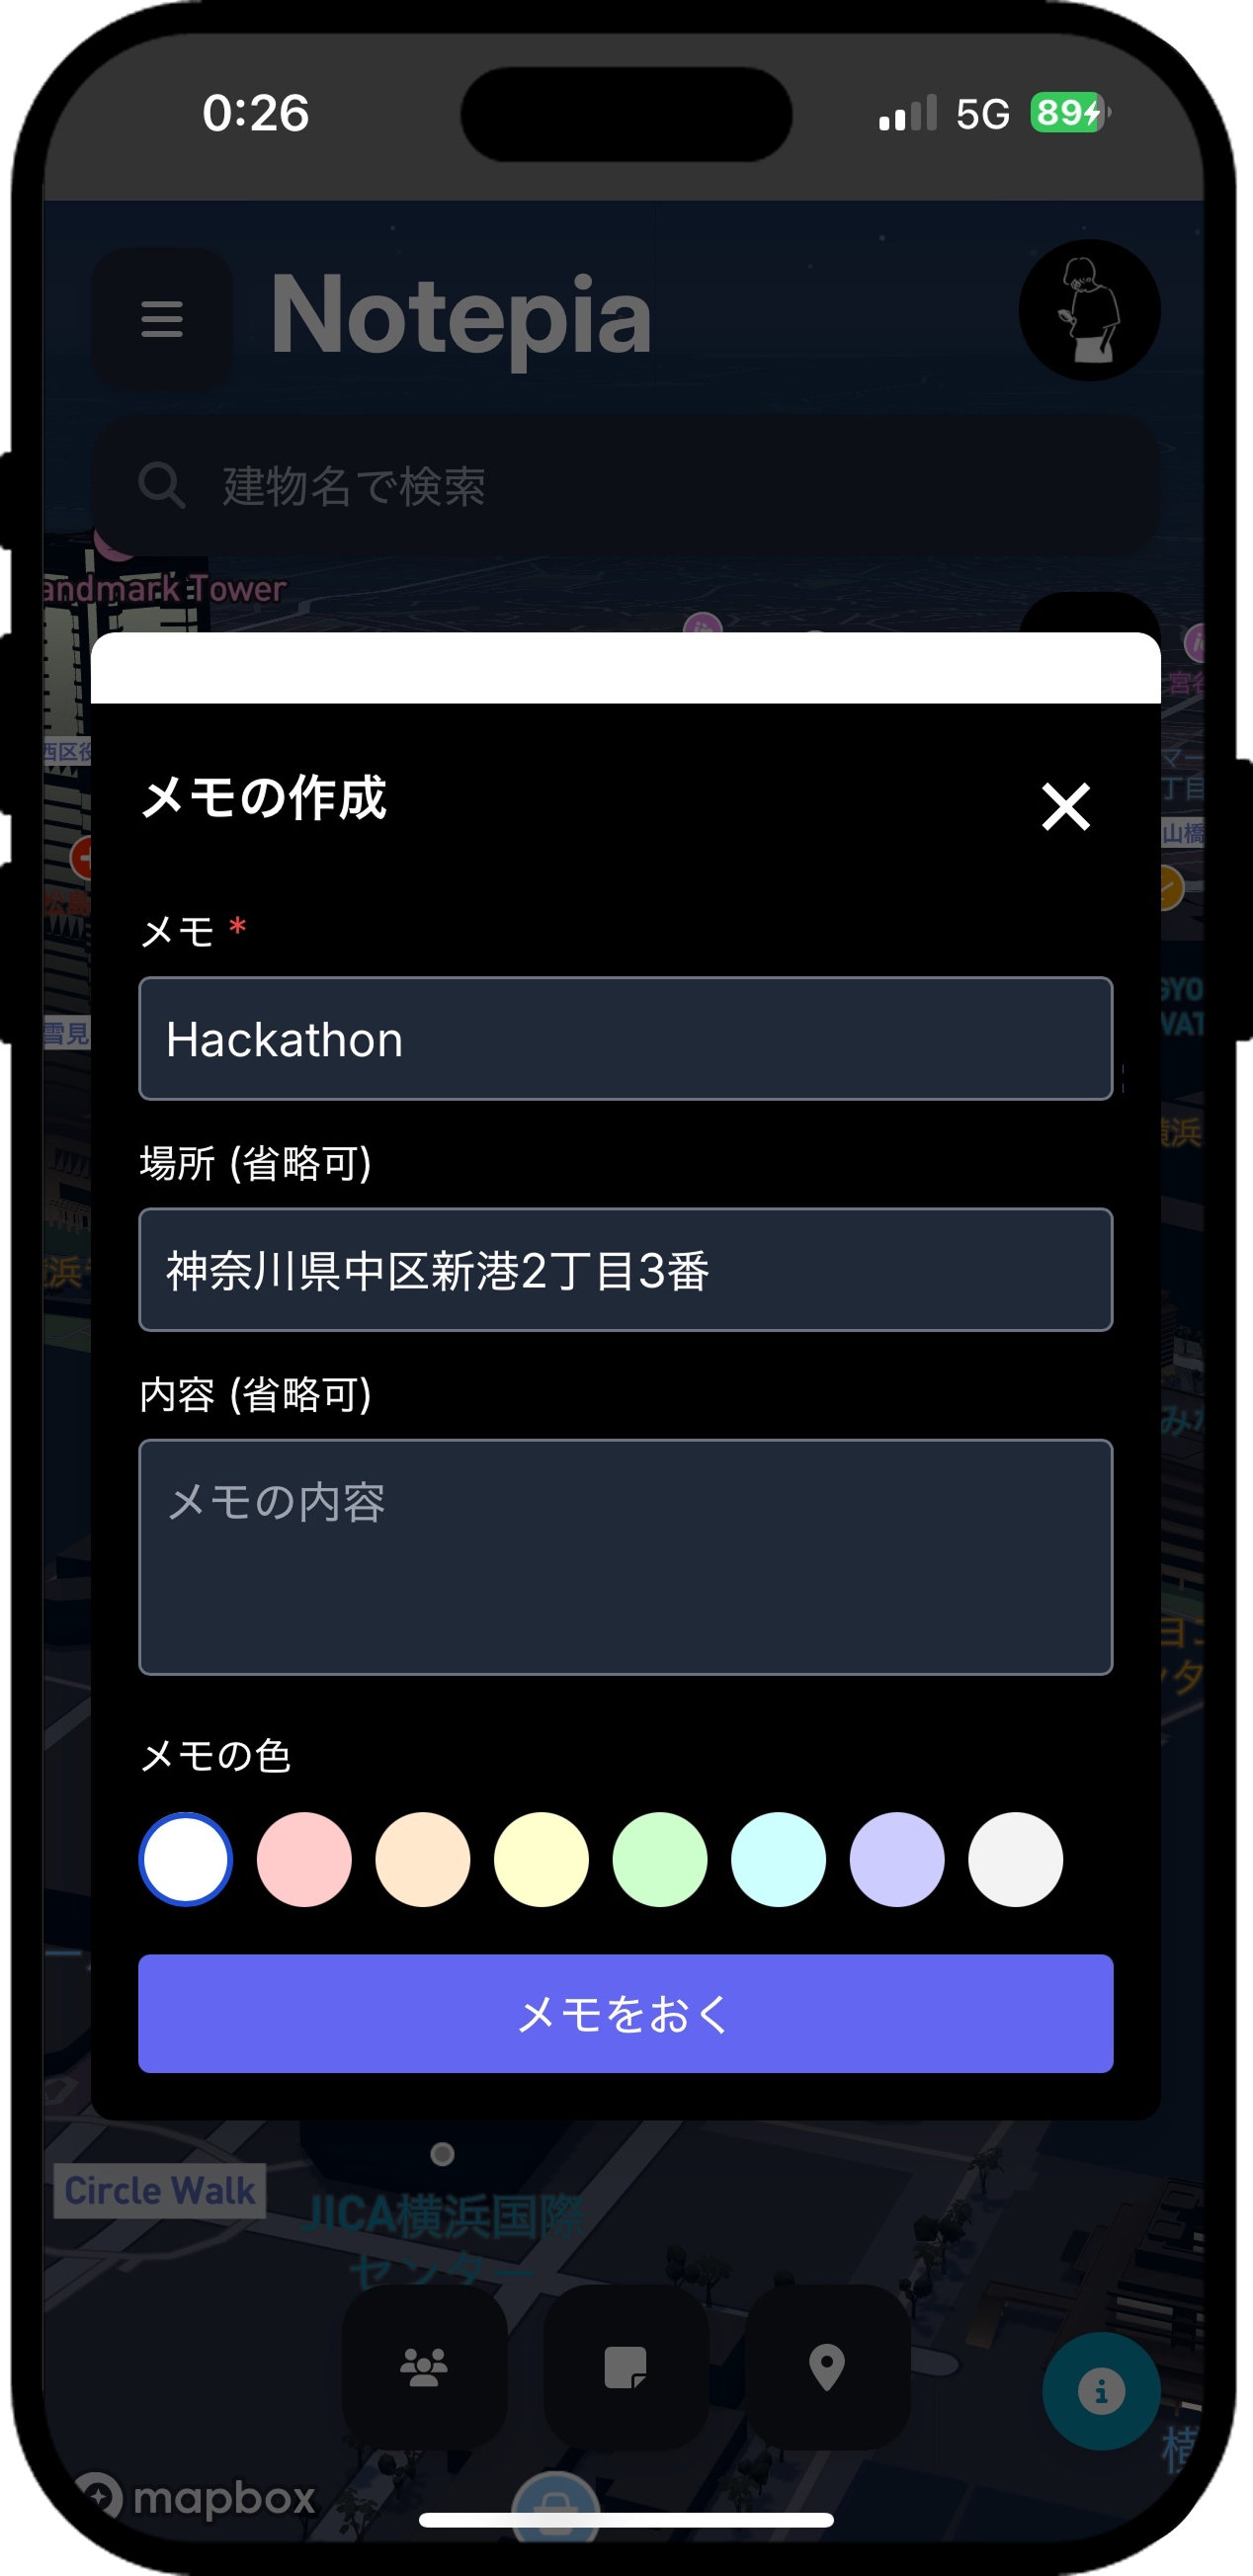 0:26
5G
89
Notepia
建物名で検索
andmark Tower
メモの作成
メモ *
Hackathon
場所 (省略可)
神奈川県中区新港2丁目3番
内容 (省略可)
メモの内容
メモの色
メモをおく
Circle Walk
JICA横浜国際
センター
mapbox